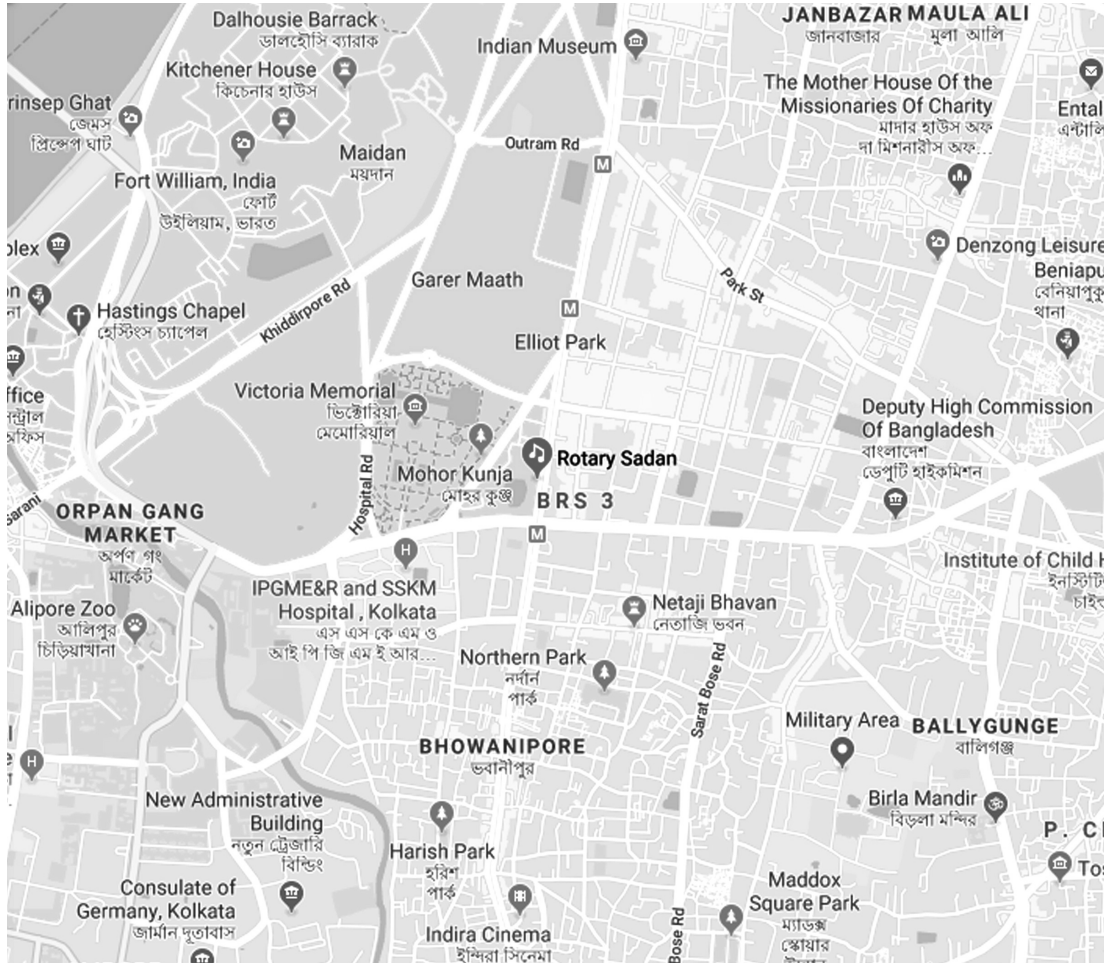 Dalhousie Barrack
ডালহৌসি ব্যারাক
Indian Museum
JANBAZAR
জানবাজার
MAULA ALI
মুলা আলি
Kitchener House
কিচেনার হাউস
The Mother House Of the
Missionaries Of Charity
মাদার হাউস অফ
দা মিশনারীস অফ...
rinsep Ghat
জেমস
প্রিন্সেপ ঘাট
Ental
এন্টালি
Outram Rd
M
Maidan
ময়দান
Fort William, India
ফোর্ট
উইলিয়াম, ভারত
plex
Denzong Leisure
Beniapu
বেনিয়াপুকু
থানা
Garer Maath
Park St
Khiddirpore Rd
Hastings Chapel
হেস্টিংস চ্যাপেল
M
Elliot Park
ffice
ন্ট্রাল
অফিস
Victoria Memorial
ভিক্টোরিয়া
মেমোরিয়াল
Deputy High Commission
Of Bangladesh
বাংলাদেশ
ডেপুটি হাইকমিশন
Rotary Sadan
Mohor Kunja
মোহর কুঞ্জ
BRS 3
Hospital Rd
Sarani
ORPAN GANG
MARKET
অর্পণ গং
মার্কেট
H
M
IPGME&R and SSKM
Hospital , Kolkata
এস এস কে এম ও
আই পি জি এম ই আর...
Institute of Child H
ইনস্টিটি
চাইল্ড
Alipore Zoo
আলিপুর
চিড়িয়াখানা
Netaji Bhavan
নেতাজি ভবন
Northern Park
নর্দান
পার্ক
Sarat Bose Rd
Military Area
BALLYGUNGE
বালিগঞ্জ
BHOWANIPORE
ভবানীপুর
H
New Administrative
Building
নতুন ট্রেজারি
বিল্ডিং
Birla Mandir
বিড়লা মন্দির
P. C
Harish Park
হরিশ
পার্ক
Tos
Consulate of
Germany, Kolkata
জার্মান দূতাবাস
Maddox
Square Park
ম্যাডক্স
স্কোয়ার
Indira Cinema
ইন্দিরা সিনেমা
Bose Rd